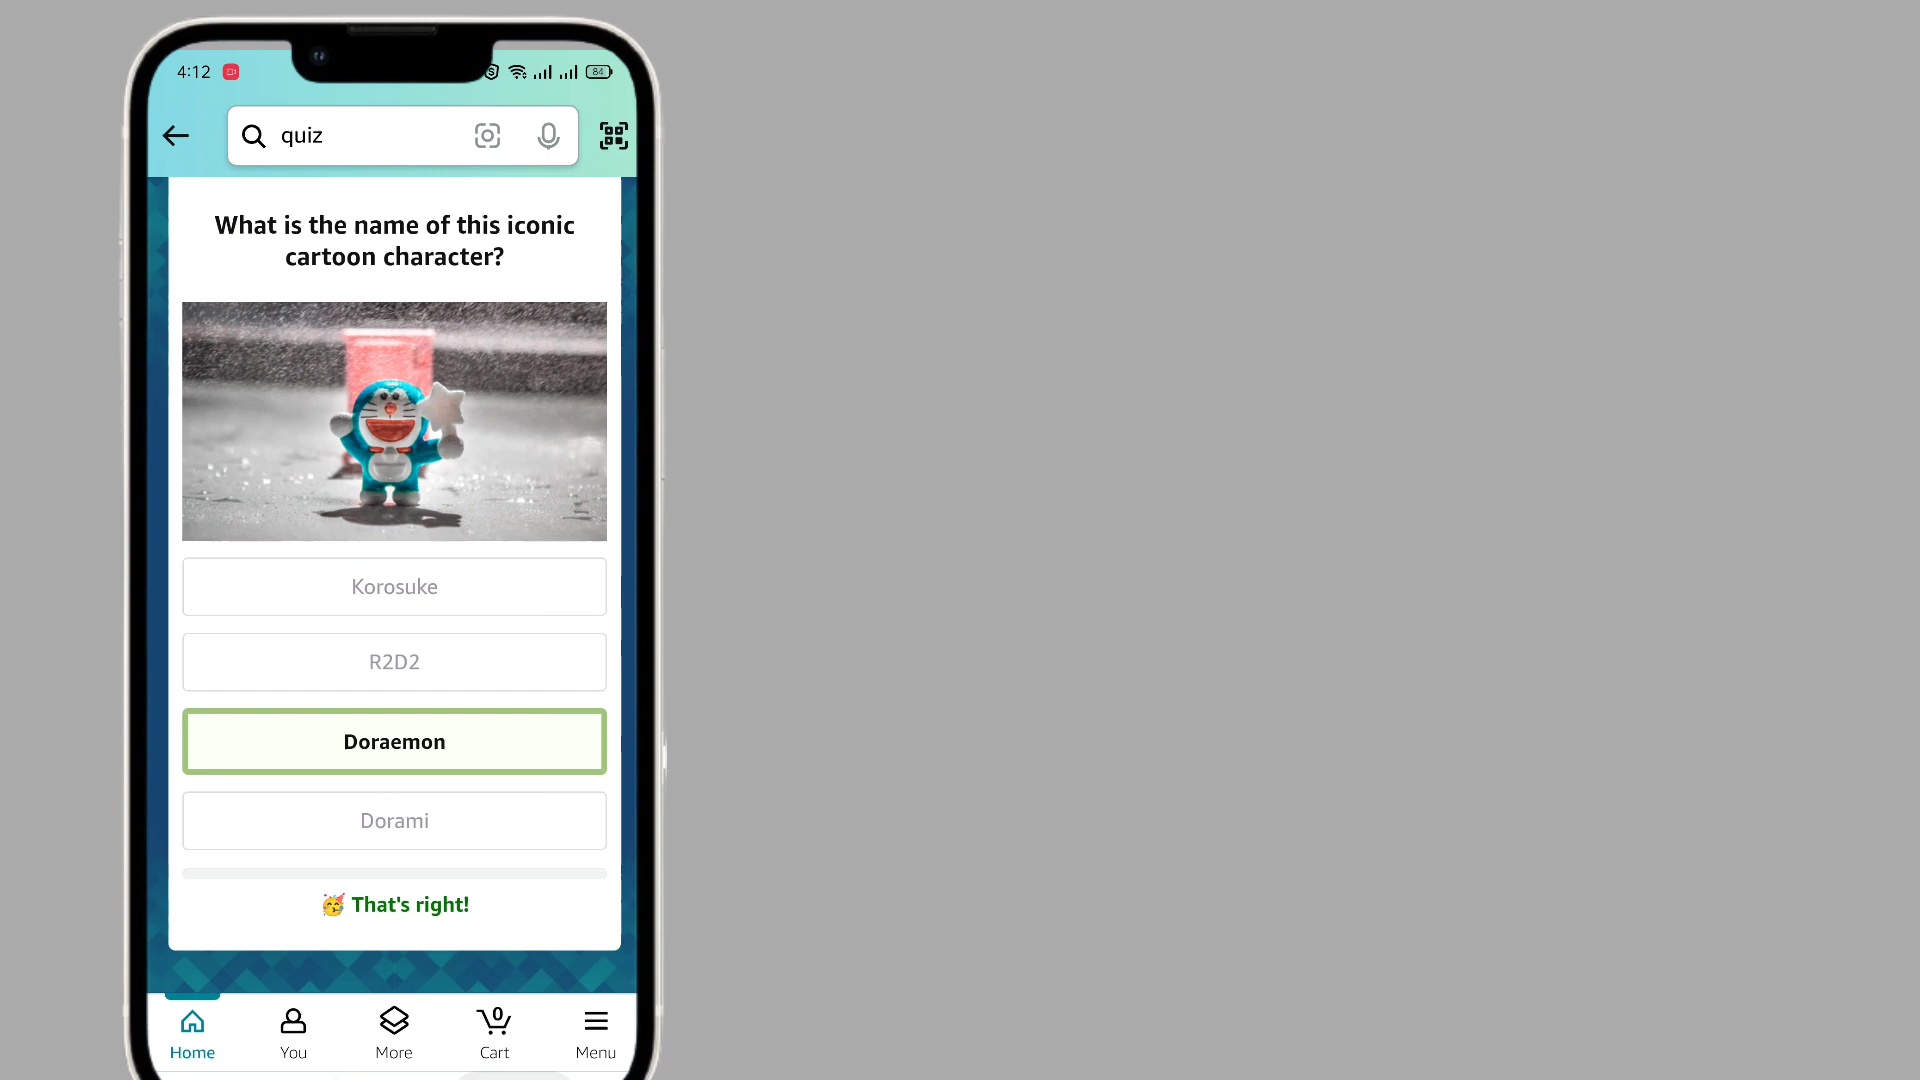 4:12
84
quiz
What is the name of this iconic
cartoon character?
Korosuke
R2D2
Doraemon
Dorami
🥳 That's right!
0
Home You More Cart Menu